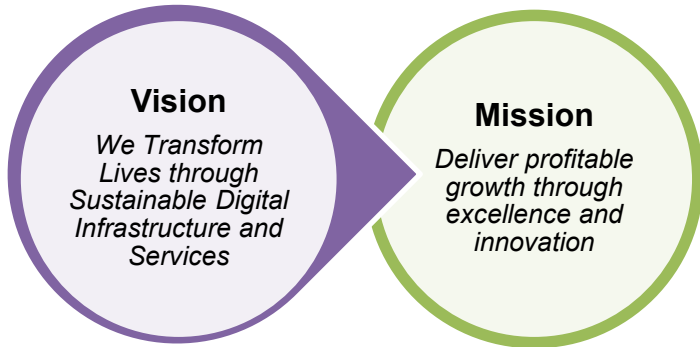 Vision
We Transform
Lives through
Sustainable Digital
Infrastructure and
Services
Mission
Deliver profitable
growth through
excellence and
innovation